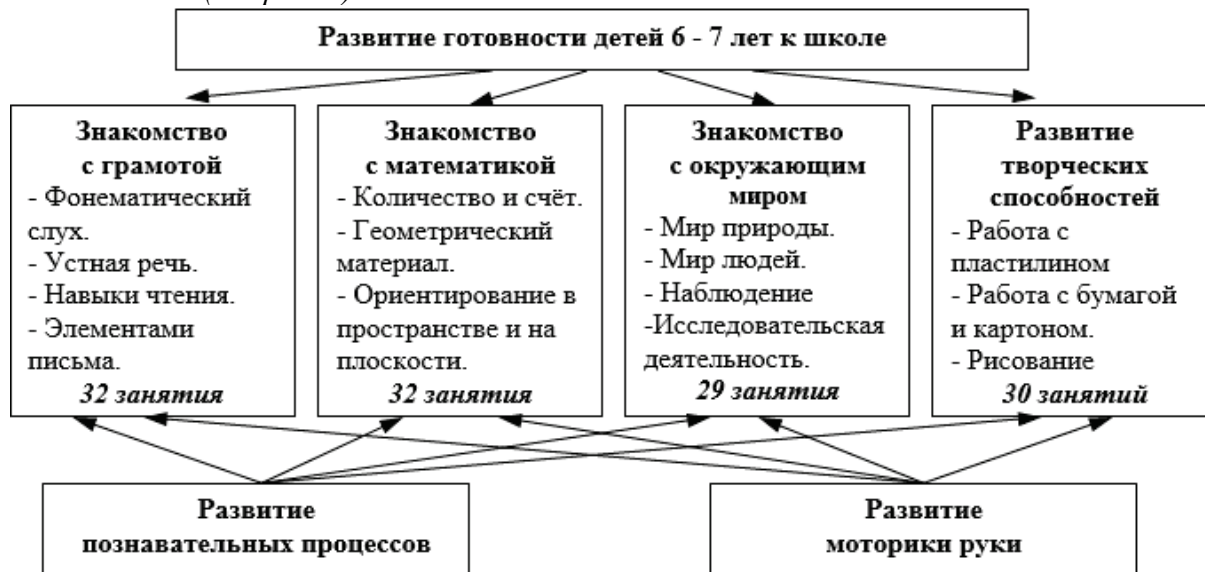 Развитие готовности детей 6 - 7 лет к школе
Знакомство
с грамотой
- Фонематический
слух.
- Устная речь.
- Навыки чтения.
- Элементами
письма.
32 занятия
Знакомство
с математикой
- Количество и счёт.
- Геометрический
материал.
- Ориентирование в
пространстве и на
плоскости.
32 занятия
Знакомство
с окружающим
миром
- Мир природы.
- Мир людей.
- Наблюдение
-Исследовательская
деятельность.
29 занятия
Развитие
творческих
способностей
- Работа с
пластилином
- Работа с бумагой
и картоном.
- Рисование
30 занятий
Развитие
познавательных процессов
Развитие
моторики руки